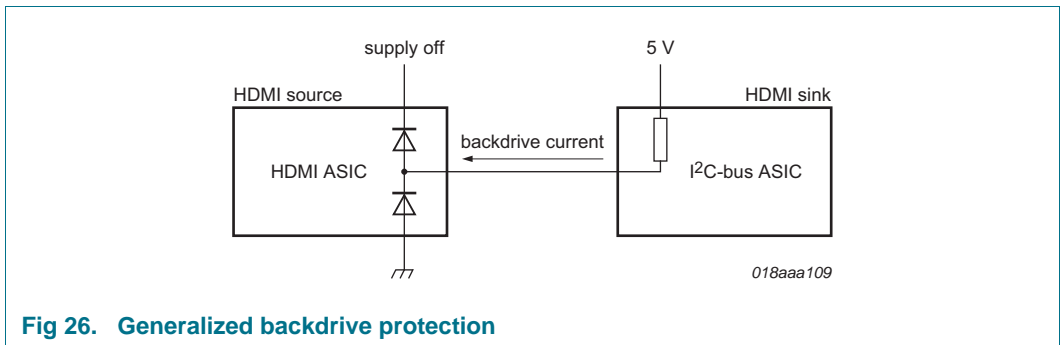 supply off
5 V
HDMI source
HDMI sink
backdrive current
HDMI ASIC
I2C-bus ASIC
018aaa109
Fig 26. Generalized backdrive protection